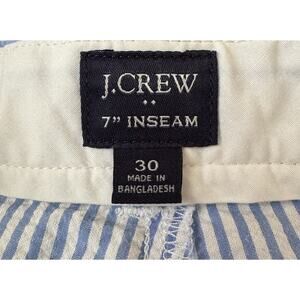 J.CREW
7" INSEAM
30
MADE IN
BANGLADESH